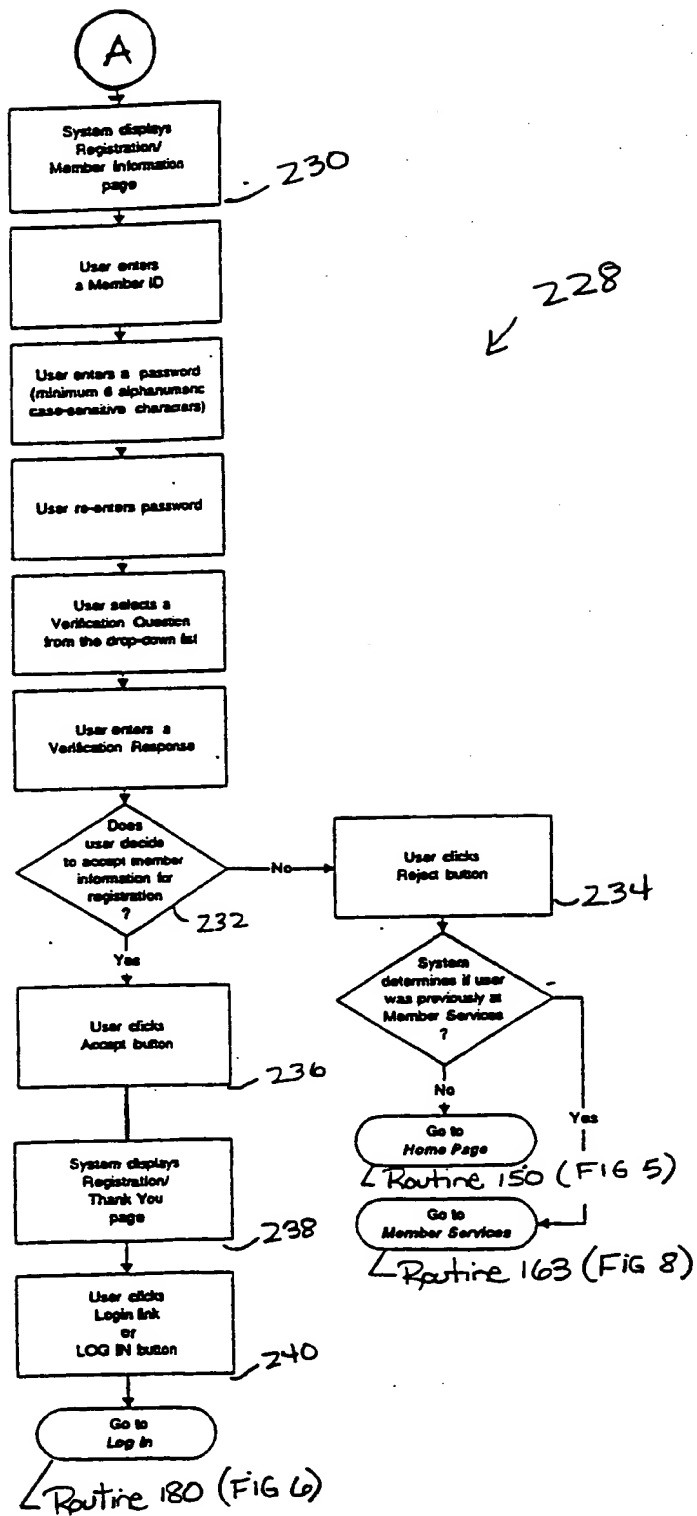 A
System displays
Registration/
Member Information
page
230
User enters
a Member ID
228
User enters a password
(minimum 6 alphanumeric
case-sensitive characters)
User re-enters password
User selects a
Verification Question
from the drop-down list
User enters a
Verification Response
Does
user decide
to accept member
information for
registration
?
232
No
User clicks
Reject button
234
Yes
System
determines if user
was previously at
Member Services
?
User clicks
Accept button
236
No
Yes
Go to
Home Page
Routine 150 (FIG 5)
System displays
Registration/
Thank You
page
238
Go to
Member Services
Routine 163 (FIG 8)
User clicks
Login link
or
LOG IN button
240
Go to
Log In
Routine 180 (FIG 6)